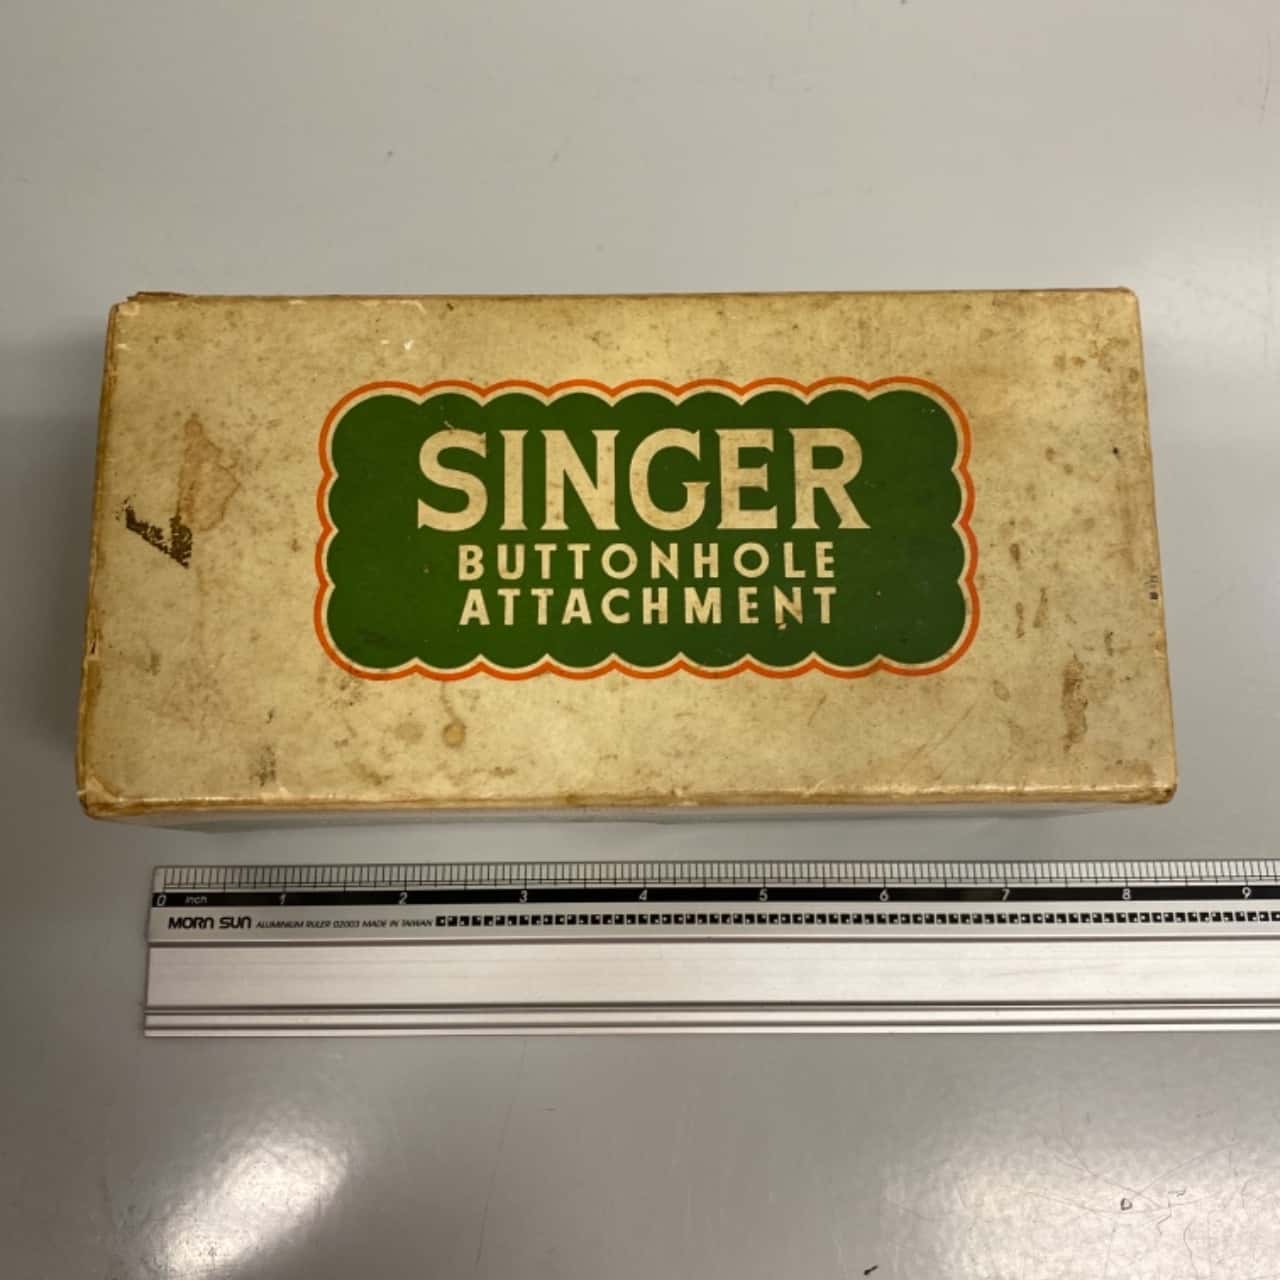 SINGER
BUTTONHOLE
ATTACHMENT
0 inch 1 2 3 4 5 6 7 8 9
MORN SUN ALUMINIUM RULER 02003 MADE IN TAIWAN